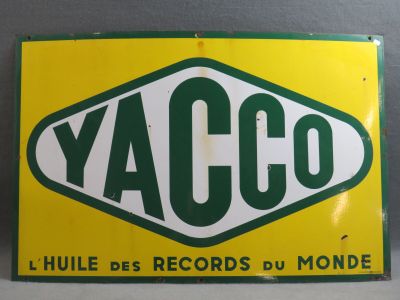 YACCO
L'HUILE DES RECORDS DU MONDE